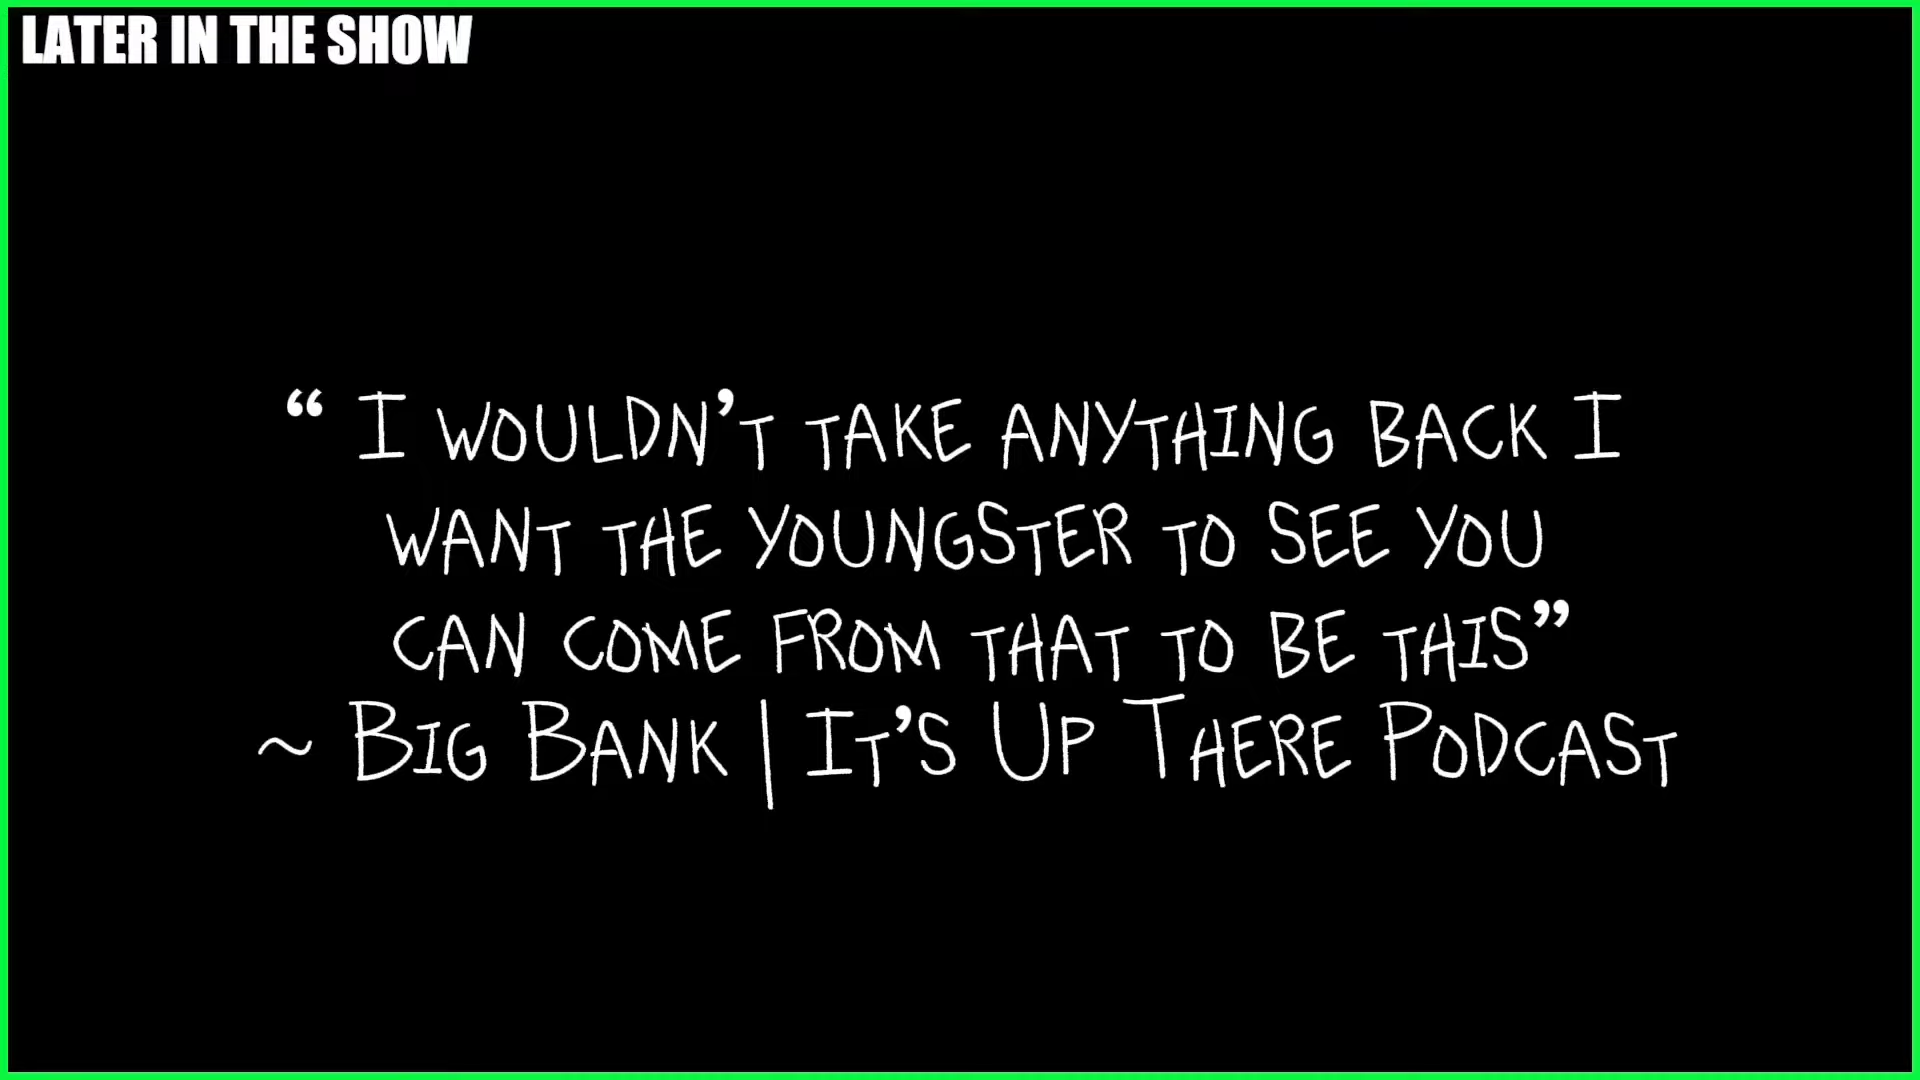 LATER IN THE SHOW
“ I WOULDN’T TAKE ANYTHING BACK I
WANT THE YOUNGSTER TO SEE YOU
CAN COME FROM THAT TO BE THIS”
~ BIG BANK | IT’S UP THERE PODCAST